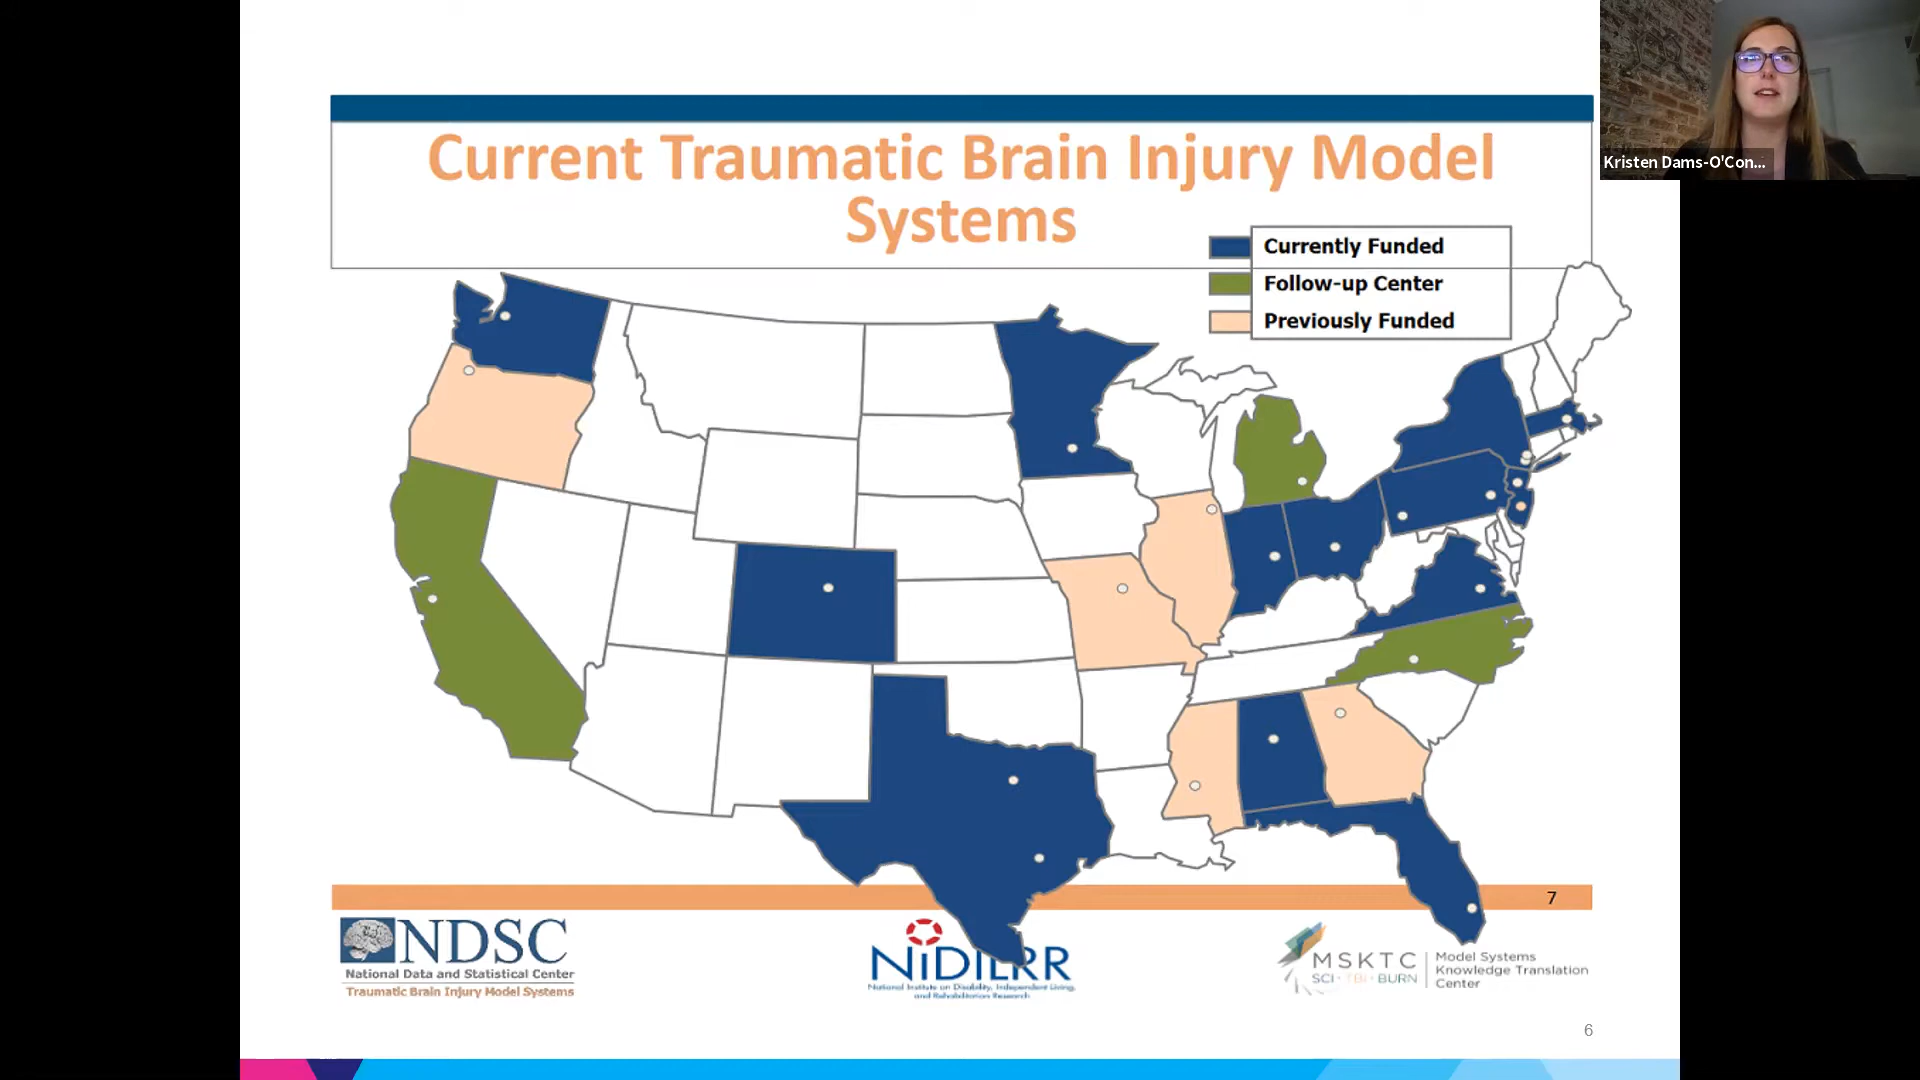 Current Traumatic Brain Injury Model
Systems
Kristen Dams-O'Con...
Currently Funded
Follow-up Center
Previously Funded
7
NDSC
National Data and Statistical Center
Traumatic Brain Injury Model Systems
NiDILRR
National Institute on Disability, Independent Living,
and Rehabilitation Research
MSKTC
SCI · TBI · BURN
Model Systems
Knowledge Translation
Center
6